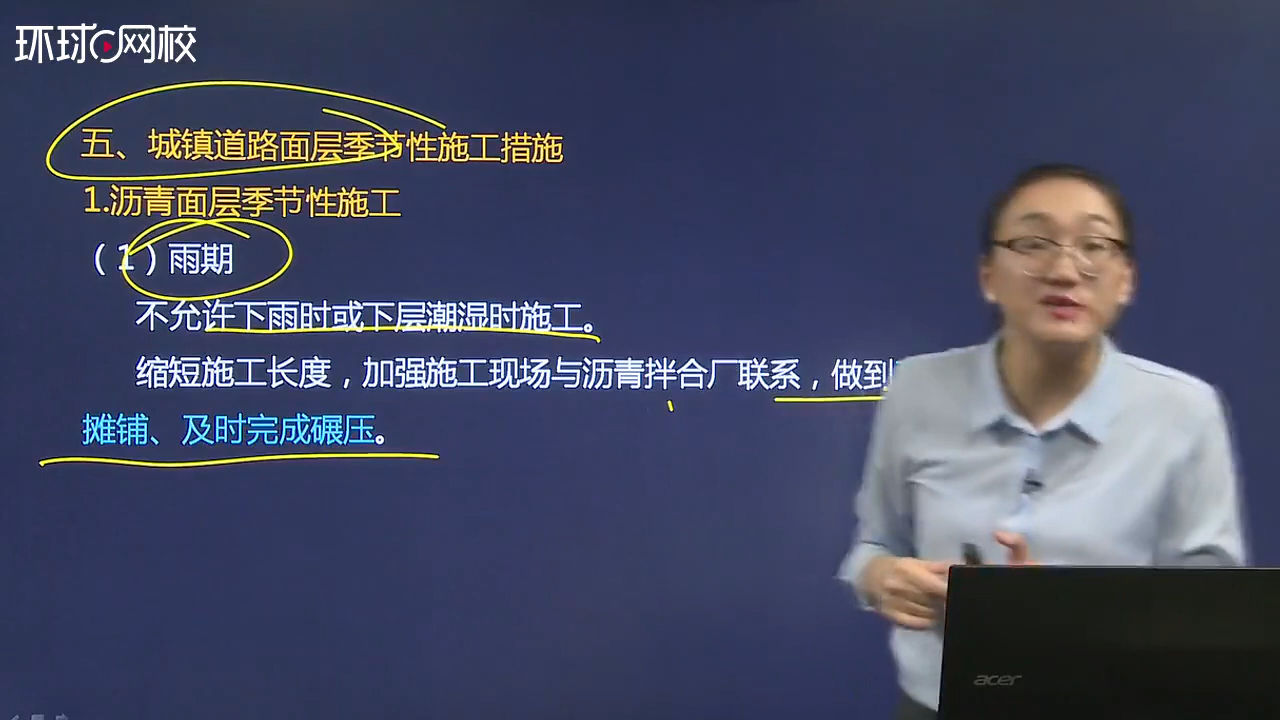 环球网校
五、城镇道路面层季节性施工措施
1.沥青面层季节性施工
（1）雨期
不允许下雨时或下层潮湿时施工。
缩短施工长度，加强施工现场与沥青拌合厂联系，做到
摊铺、及时完成碾压。
acer